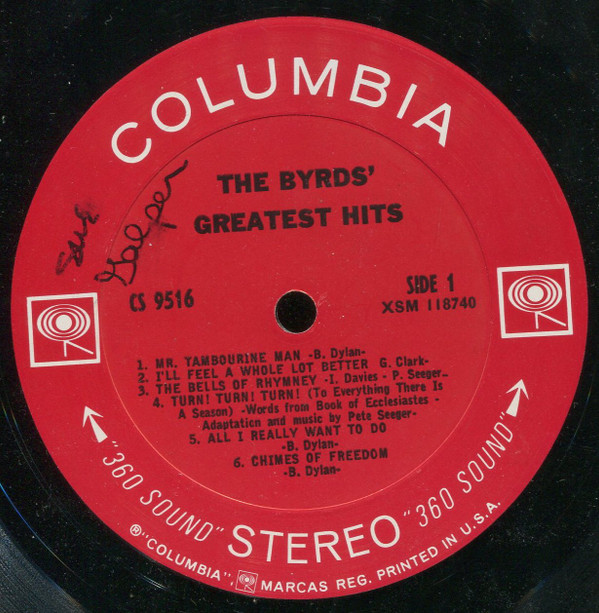 COLUMBIA
THE BYRDS'
GREATEST HITS
Sue
Galper
CS 9516
SIDE 1
XSM 118740
1. MR. TAMBOURINE MAN -B. Dylan-
2. I'LL FEEL A WHOLE LOT BETTER G. Clark-
3. THE BELLS OF RHYMNEY -I. Davies - P. Seeger-
4. TURN! TURN! TURN! (To Everything There Is
A Season) -Words from Book of Ecclesiastes -
Adaptation and music by Pete Seeger-
5. ALL I REALLY WANT TO DO
-B. Dylan-
6. CHIMES OF FREEDOM
-B. Dylan-
"360 SOUND" STEREO "360 SOUND"
® "COLUMBIA", MARCAS REG. PRINTED IN U.S.A.